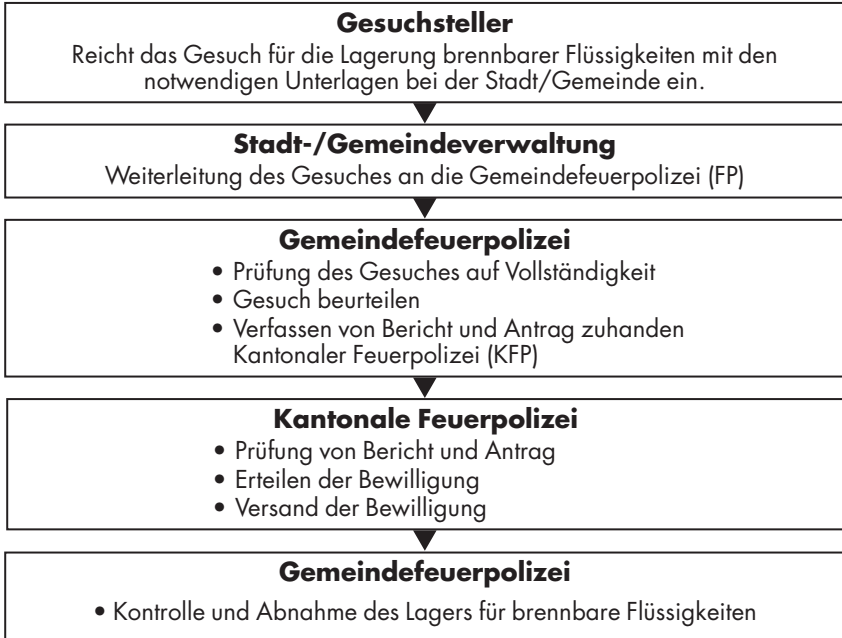 Gesuchsteller
Reicht das Gesuch für die Lagerung brennbarer Flüssigkeiten mit den
notwendigen Unterlagen bei der Stadt/Gemeinde ein.
Stadt-/Gemeindeverwaltung
Weiterleitung des Gesuches an die Gemeindefeuerpolizei (FP)
Gemeindefeuerpolizei
• Prüfung des Gesuches auf Vollständigkeit
• Gesuch beurteilen
• Verfassen von Bericht und Antrag zuhanden
Kantonaler Feuerpolizei (KFP)
Kantonale Feuerpolizei
• Prüfung von Bericht und Antrag
• Erteilen der Bewilligung
• Versand der Bewilligung
Gemeindefeuerpolizei
• Kontrolle und Abnahme des Lagers für brennbare Flüssigkeiten